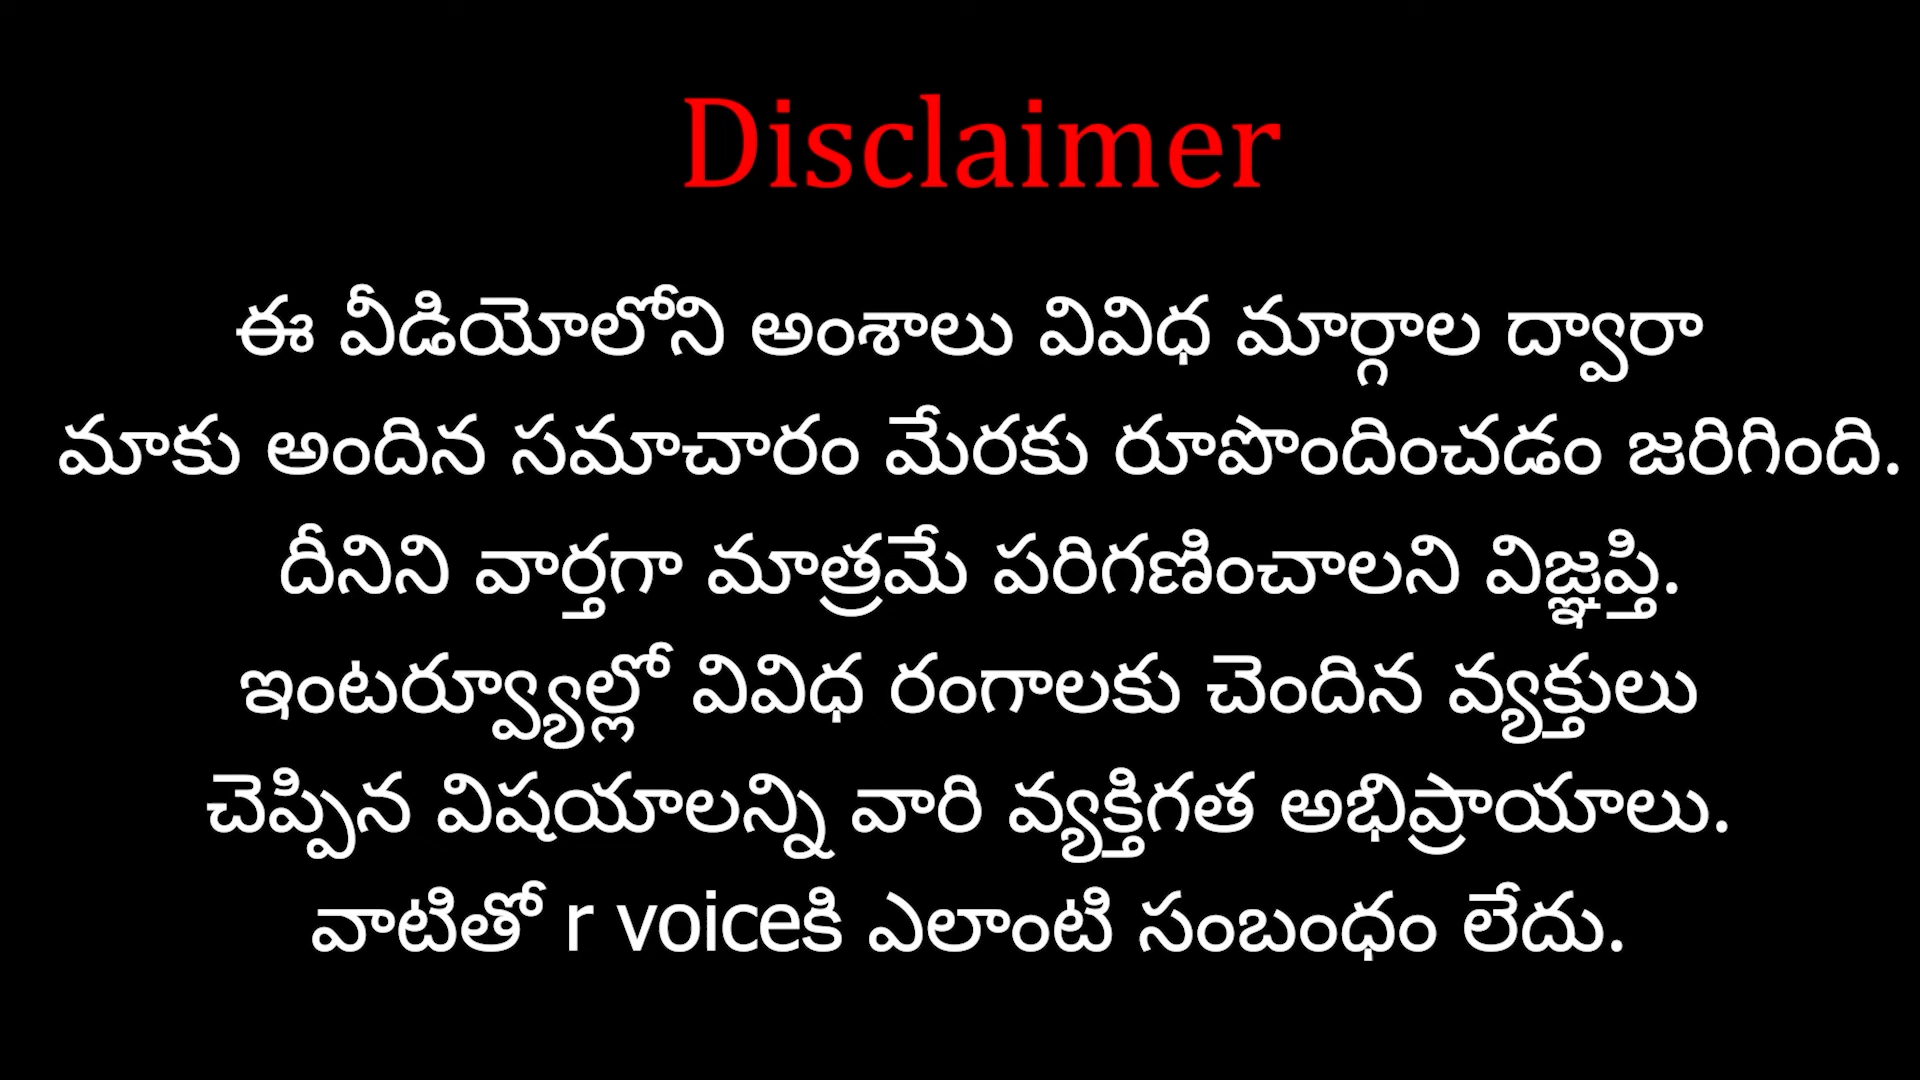 Disclaimer
ఈ వీడియోలోని అంశాలు వివిధ మార్గాల ద్వారా
మాకు అందిన సమాచారం మేరకు రూపొందించడం జరిగింది.
దీనిని వార్తగా మాత్రమే పరిగణించాలని విజ్ఞప్తి.
ఇంటర్వ్యూల్లో వివిధ రంగాలకు చెందిన వ్యక్తులు
చెప్పిన విషయాలన్ని వారి వ్యక్తిగత అభిప్రాయాలు.
వాటితో r voiceకి ఎలాంటి సంబంధం లేదు.